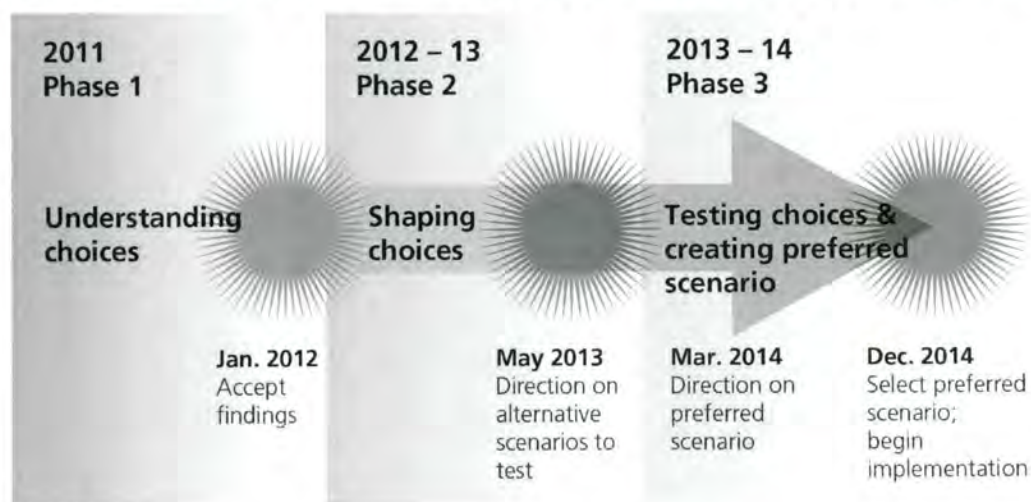 2011
Phase 1
Understanding
choices
Jan. 2012
Accept
findings
2012 – 13
Phase 2
Shaping
choices
May 2013
Direction on
alternative
scenarios to
test
2013 – 14
Phase 3
Testing choices &
creating preferred
scenario
Mar. 2014
Direction on
preferred
scenario
Dec. 2014
Select preferred
scenario;
begin
implementation